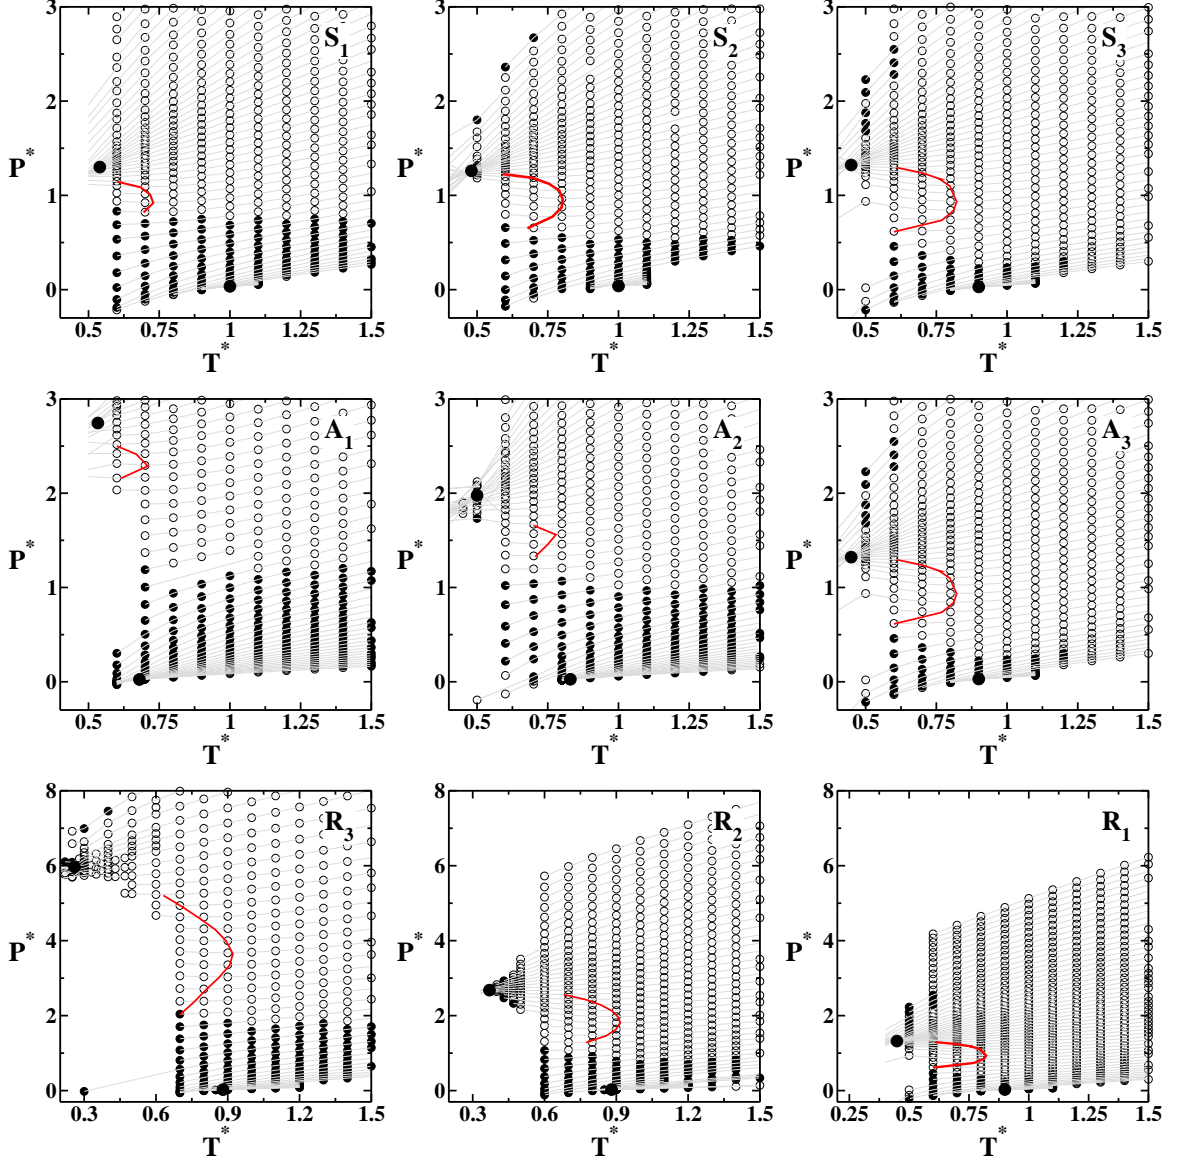 3 2 1 0 P* S1 0.5 0.75 1 1.25 1.5 T*
3 2 1 0 P* S2 0.5 0.75 1 1.25 1.5 T*
3 2 1 0 P* S3 0.5 0.75 1 1.25 1.5 T*
3 2 1 0 P* A1 0.5 0.75 1 1.25 1.5 T*
3 2 1 0 P* A2 0.5 0.75 1 1.25 1.5 T*
3 2 1 0 P* A3 0.5 0.75 1 1.25 1.5 T*
8 6 4 2 0 P* R3 0.3 0.6 0.9 1.2 1.5 T*
8 6 4 2 0 P* R2 0.3 0.6 0.9 1.2 1.5 T*
8 6 4 2 0 P* R1 0.25 0.5 0.75 1 1.25 1.5 T*